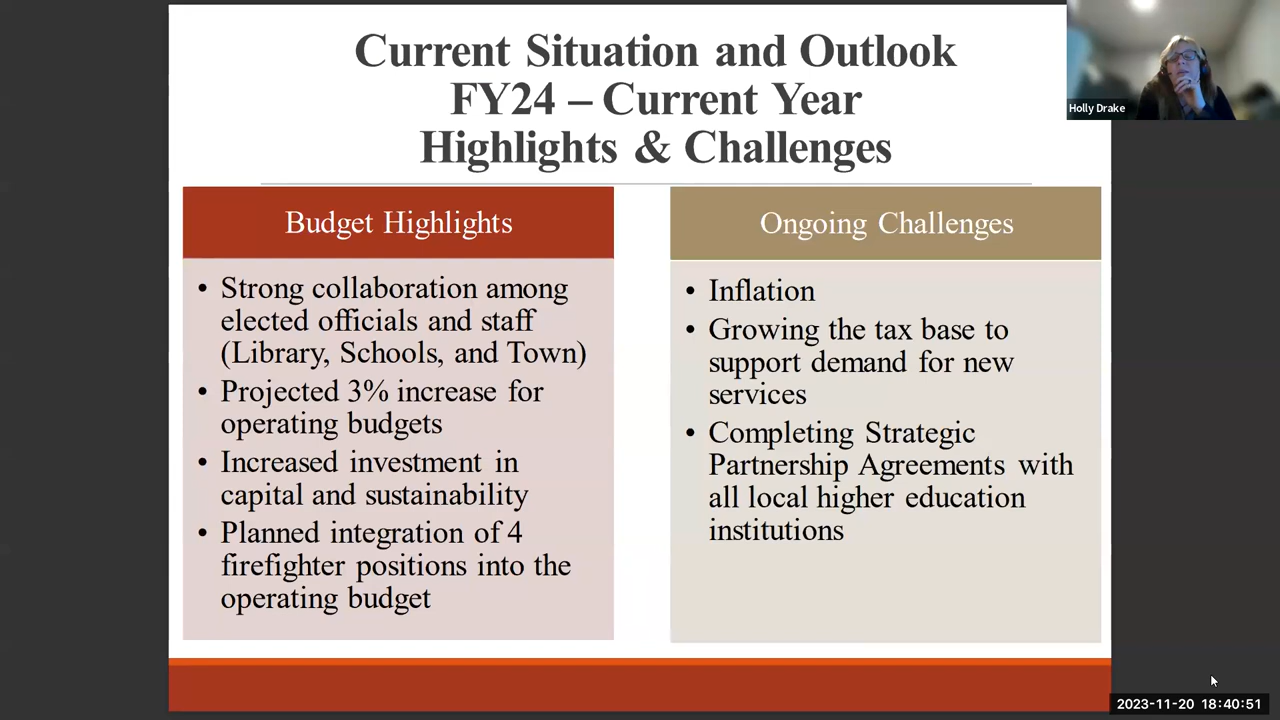 Current Situation and Outlook
FY24 – Current Year
Highlights & Challenges
Holly Drake
Budget Highlights
• Strong collaboration among
elected officials and staff
(Library, Schools, and Town)
• Projected 3% increase for
operating budgets
• Increased investment in
capital and sustainability
• Planned integration of 4
firefighter positions into the
operating budget
Ongoing Challenges
• Inflation
• Growing the tax base to
support demand for new
services
• Completing Strategic
Partnership Agreements with
all local higher education
institutions
2023-11-20 18:40:51